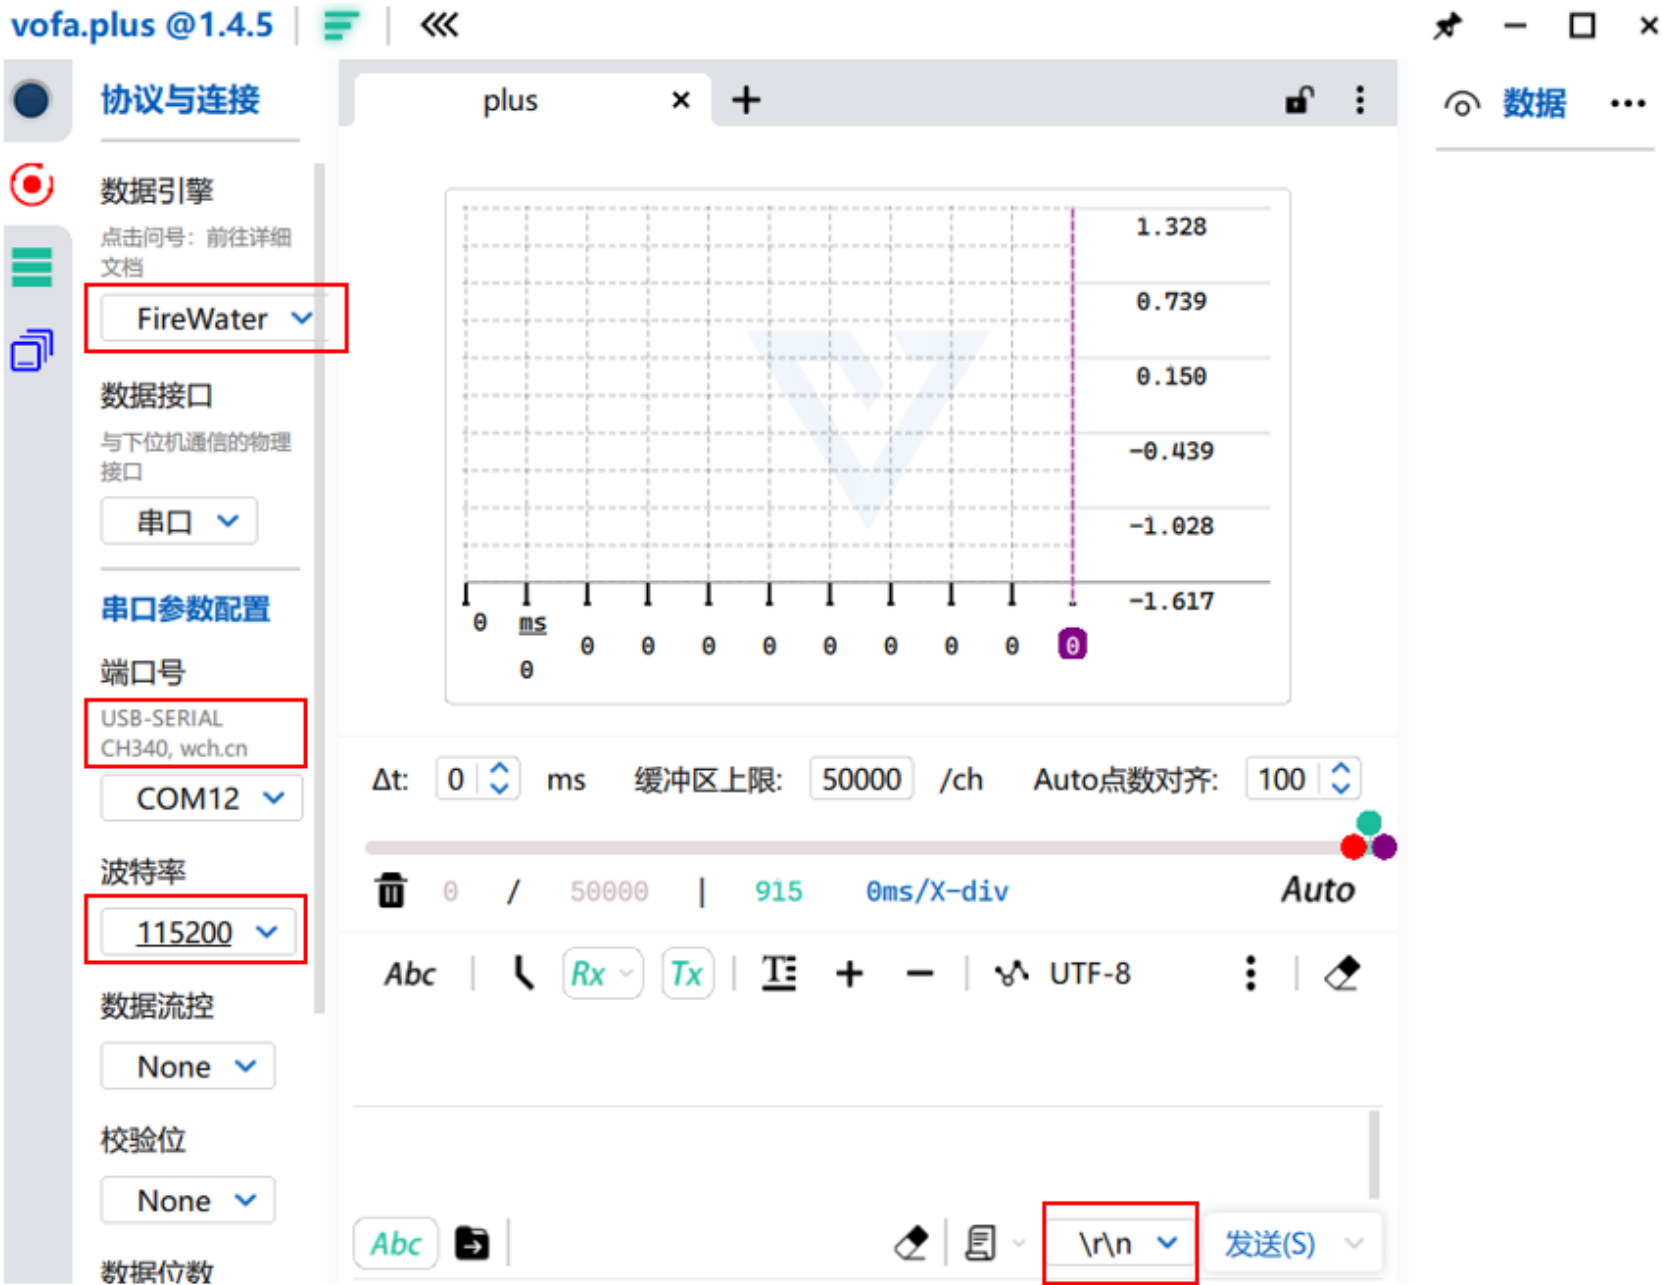 vofa.plus @1.4.5
协议与连接
数据引擎
点击问号：前往详细
文档
FireWater
数据接口
与下位机通信的物理
接口
串口
串口参数配置
端口号
USB-SERIAL
CH340, wch.cn
COM12
波特率
115200
数据流控
None
校验位
None
数据位数
plus
1.328
0.739
0.150
-0.439
-1.028
-1.617
0 ms 0 0 0 0 0 0 0 0 0
0
Δt: 0 ms 缓冲区上限: 50000 /ch Auto点数对齐: 100
0 / 50000 | 915 0ms/X-div Auto
Abc Rx Tx T UTF-8
Abc \r\n 发送(S)
数据